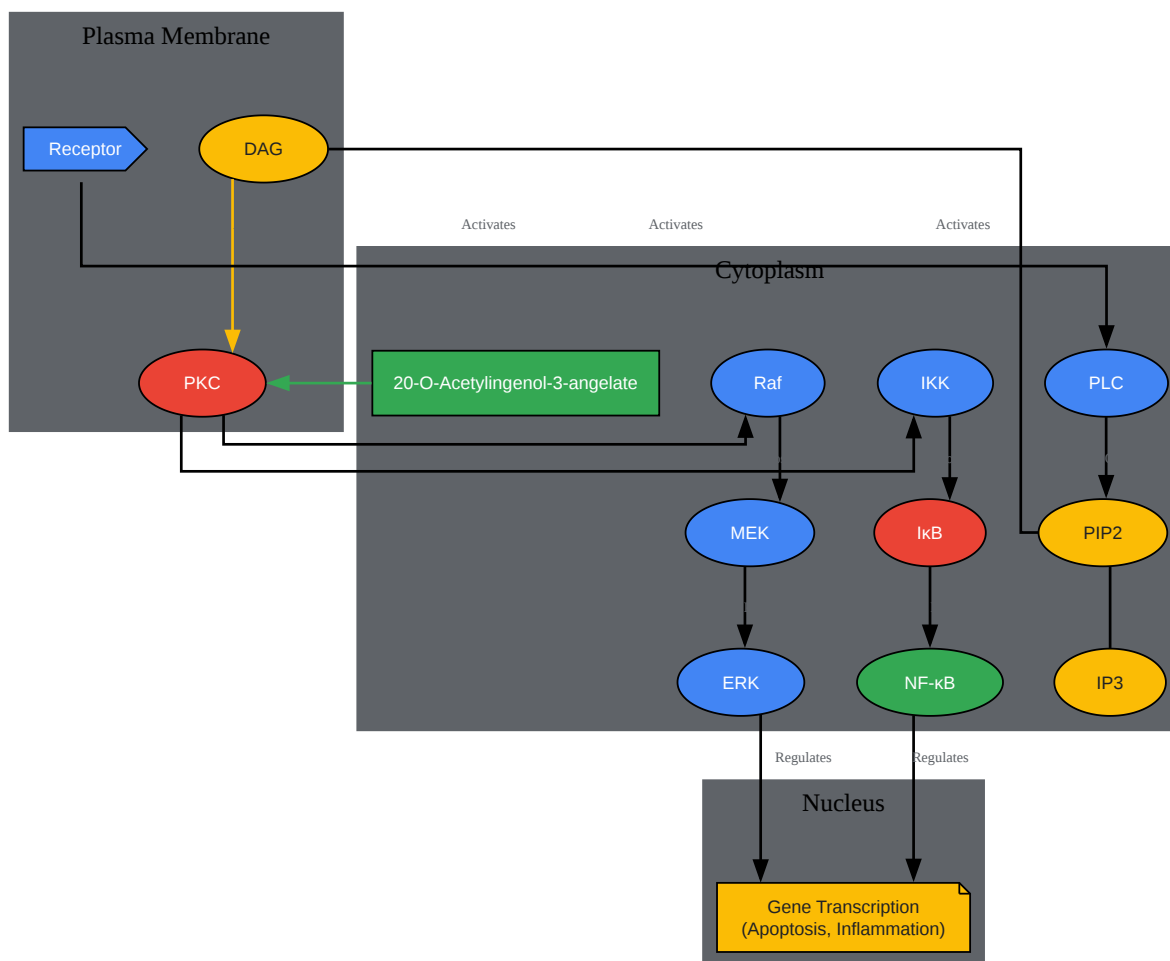 Plasma Membrane
Receptor
DAG
Activates
Activates
Activates
Cytoplasm
PKC
20-O-Acetylingenol-3-angelate
Raf
IKK
PLC
MEK
IκB
PIP2
ERK
NF-κB
IP3
Regulates
Regulates
Nucleus
Gene Transcription
(Apoptosis, Inflammation)